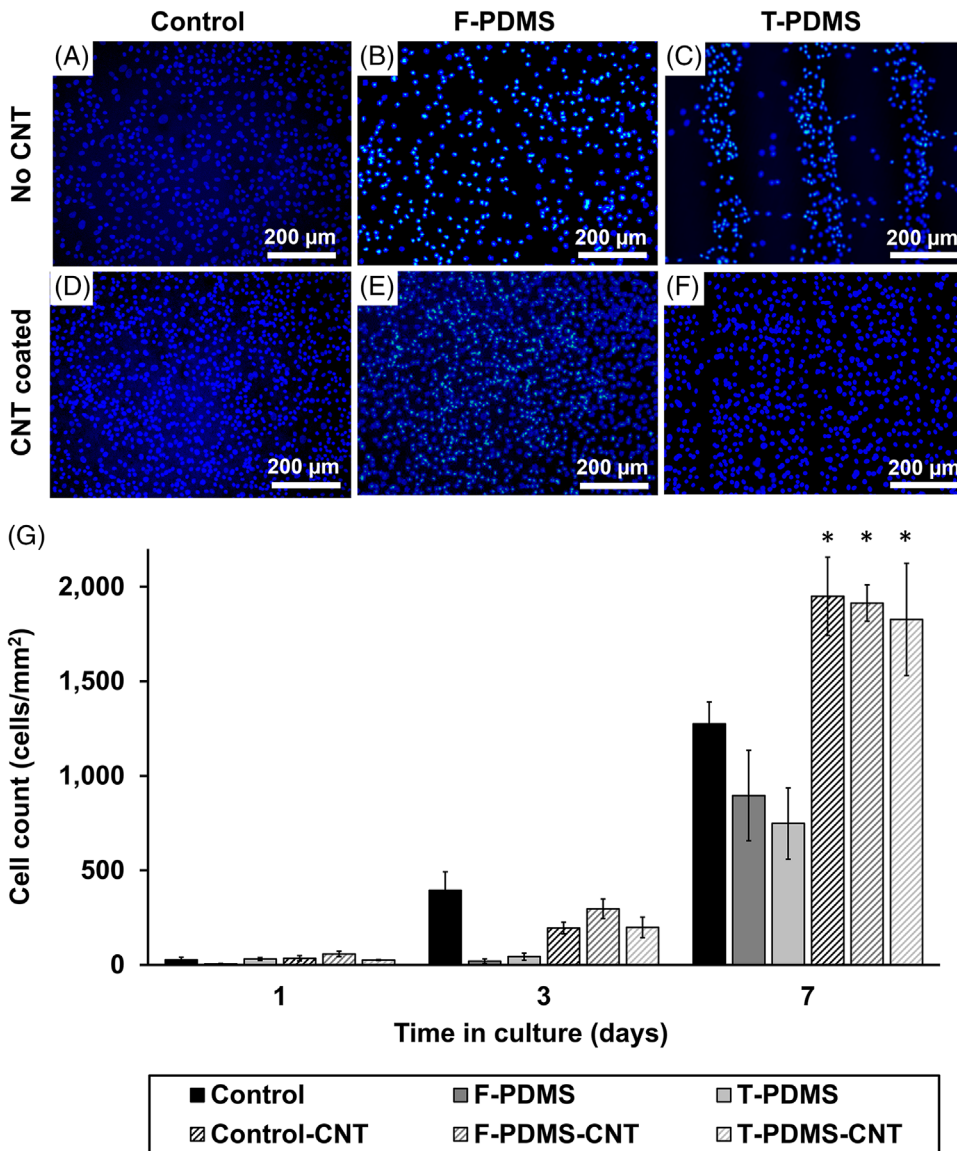 Control F-PDMS T-PDMS
(A) (B) (C)
No CNT
200 µm 200 µm 200 µm
(D) (E) (F)
CNT coated
200 µm 200 µm 200 µm
(G)
* * *
Cell count (cells/mm²)
2,000
1,500
1,000
500
0
1 3 7
Time in culture (days)
Control F-PDMS T-PDMS
Control-CNT F-PDMS-CNT T-PDMS-CNT